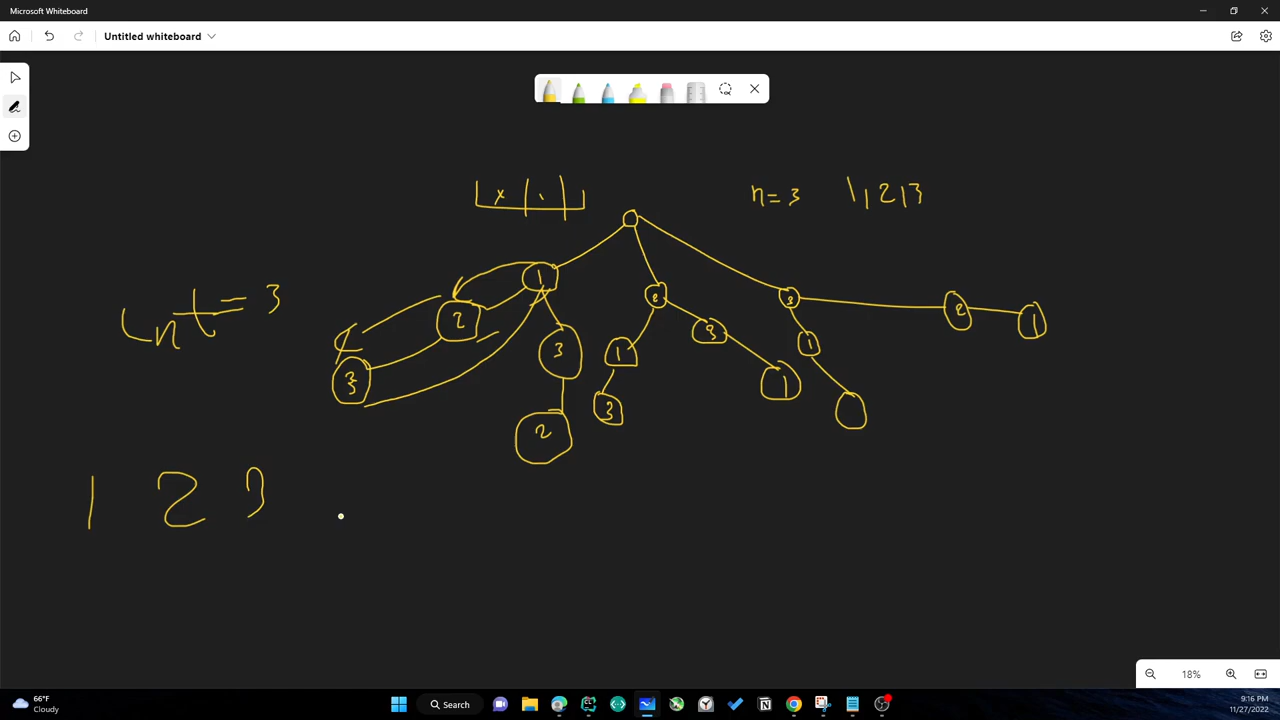 Microsoft Whiteboard
Untitled whiteboard
x
n=3 1,2,3
1
2 3
cnt = 3
2 3 1 3 1 2 1
3 2 3 1
1 2 3
18%
66°F
Cloudy
Search
9:16 PM
11/27/2022